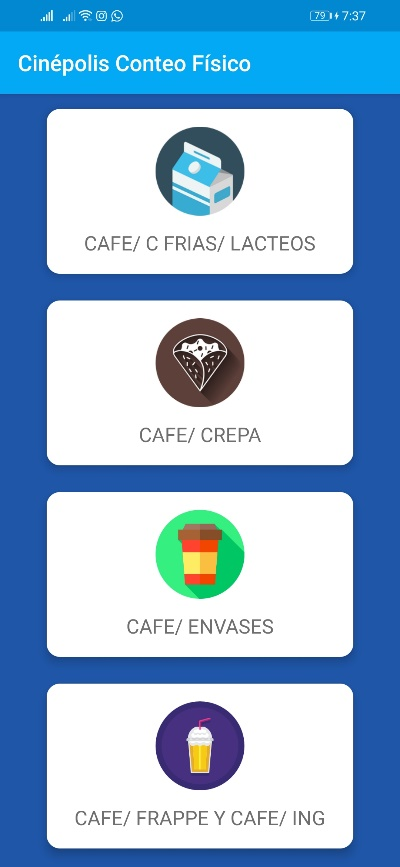 79 7:37
Cinépolis Conteo Físico
CAFE/ C FRIAS/ LACTEOS
CAFE/ CREPA
CAFE/ ENVASES
CAFE/ FRAPPE Y CAFE/ ING